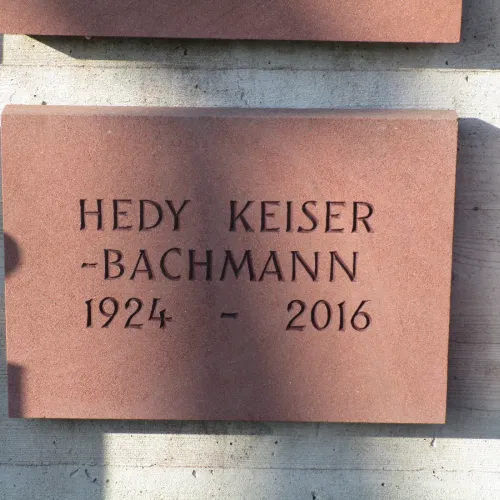 HEDY KEISER
-BACHMANN
1924 - 2016